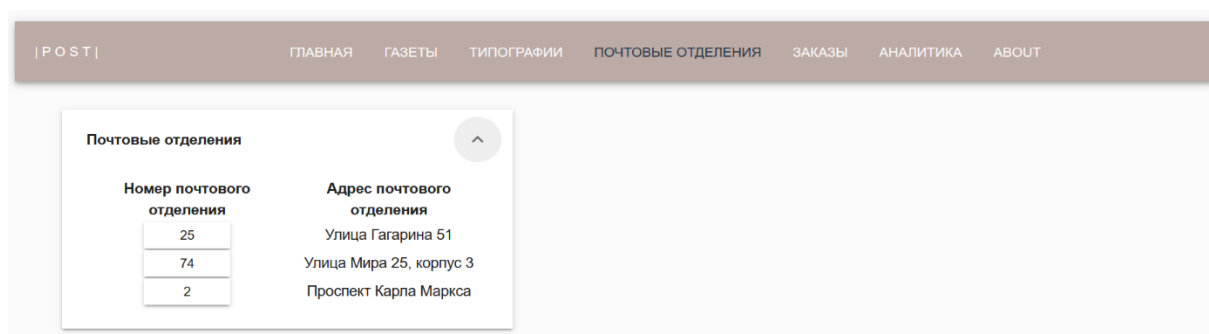 |POST| ГЛАВНАЯ ГАЗЕТЫ ТИПОГРАФИИ ПОЧТОВЫЕ ОТДЕЛЕНИЯ ЗАКАЗЫ АНАЛИТИКА ABOUT
Почтовые отделения
Номер почтового Адрес почтового
отделения отделения
25 Улица Гагарина 51
74 Улица Мира 25, корпус 3
2 Проспект Карла Маркса